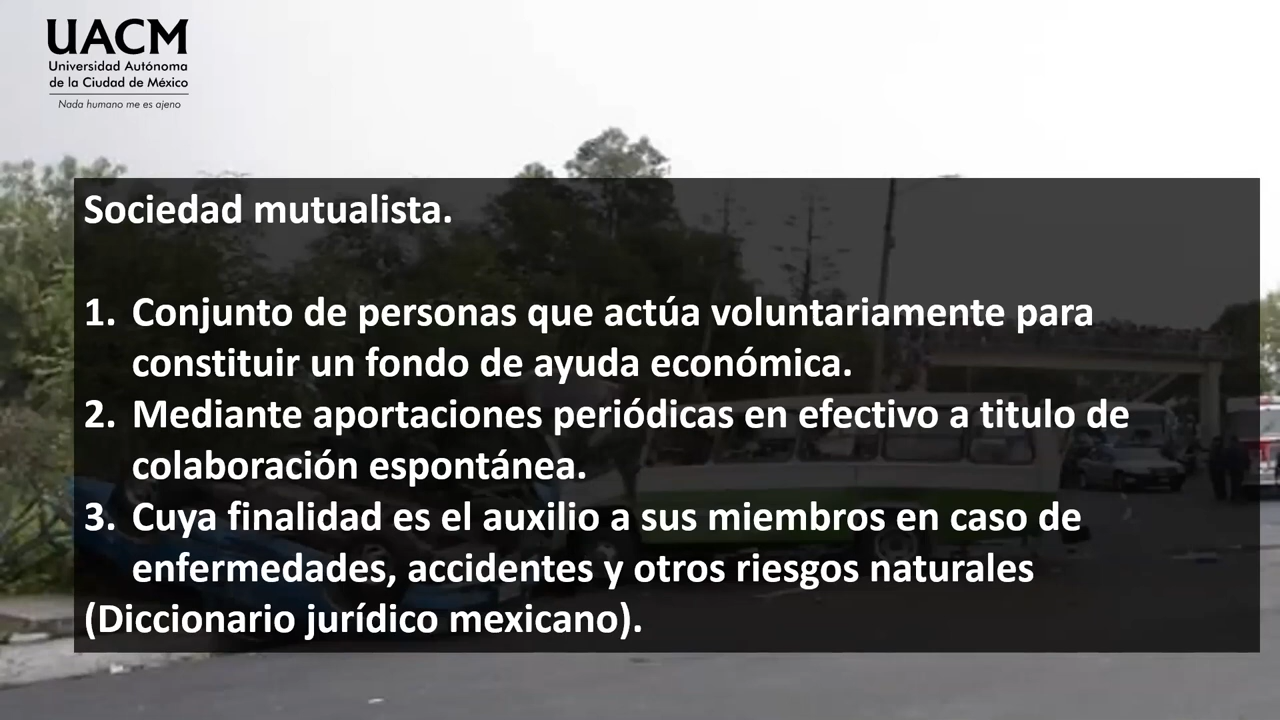 UACM
Universidad Autónoma
de la Ciudad de México
Nada humano me es ajeno
Sociedad mutualista.
1. Conjunto de personas que actúa voluntariamente para
constituir un fondo de ayuda económica.
2. Mediante aportaciones periódicas en efectivo a titulo de
colaboración espontánea.
3. Cuya finalidad es el auxilio a sus miembros en caso de
enfermedades, accidentes y otros riesgos naturales
(Diccionario jurídico mexicano).